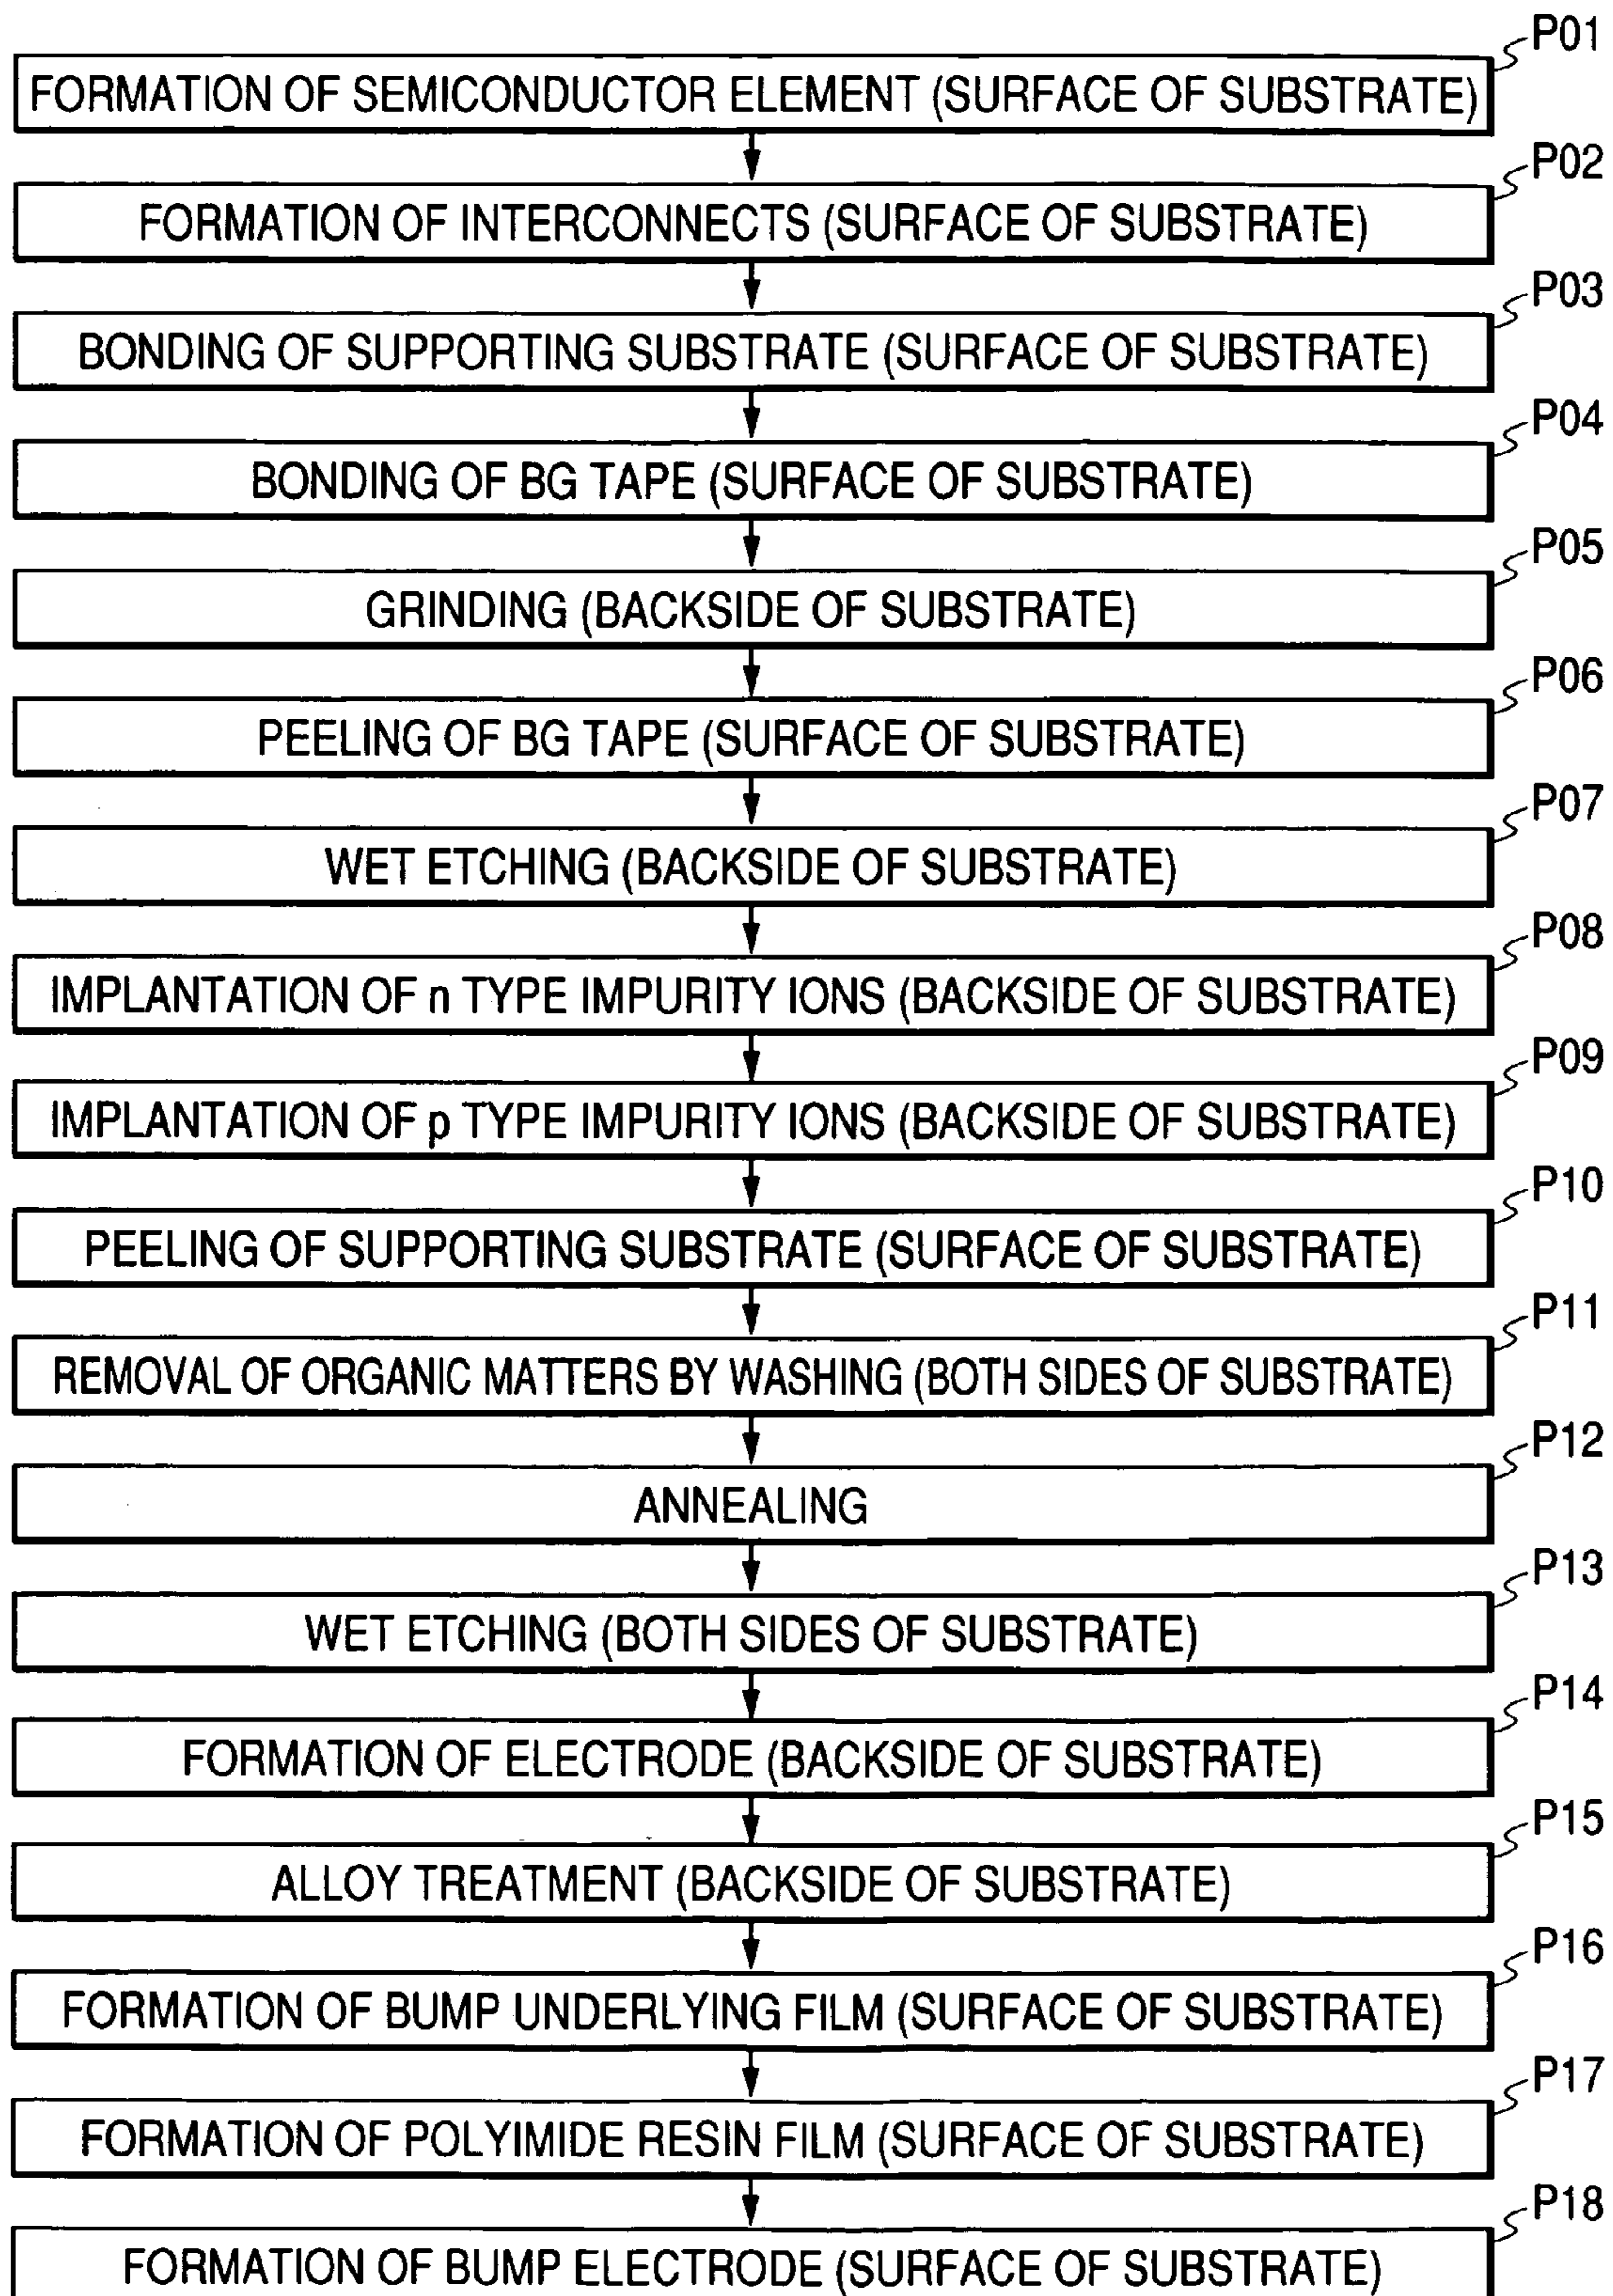 P01
FORMATION OF SEMICONDUCTOR ELEMENT (SURFACE OF SUBSTRATE)
P02
FORMATION OF INTERCONNECTS (SURFACE OF SUBSTRATE)
P03
BONDING OF SUPPORTING SUBSTRATE (SURFACE OF SUBSTRATE)
P04
BONDING OF BG TAPE (SURFACE OF SUBSTRATE)
P05
GRINDING (BACKSIDE OF SUBSTRATE)
P06
PEELING OF BG TAPE (SURFACE OF SUBSTRATE)
P07
WET ETCHING (BACKSIDE OF SUBSTRATE)
P08
IMPLANTATION OF n TYPE IMPURITY IONS (BACKSIDE OF SUBSTRATE)
P09
IMPLANTATION OF p TYPE IMPURITY IONS (BACKSIDE OF SUBSTRATE)
P10
PEELING OF SUPPORTING SUBSTRATE (SURFACE OF SUBSTRATE)
P11
REMOVAL OF ORGANIC MATTERS BY WASHING (BOTH SIDES OF SUBSTRATE)
P12
ANNEALING
P13
WET ETCHING (BOTH SIDES OF SUBSTRATE)
P14
FORMATION OF ELECTRODE (BACKSIDE OF SUBSTRATE)
P15
ALLOY TREATMENT (BACKSIDE OF SUBSTRATE)
P16
FORMATION OF BUMP UNDERLYING FILM (SURFACE OF SUBSTRATE)
P17
FORMATION OF POLYIMIDE RESIN FILM (SURFACE OF SUBSTRATE)
P18
FORMATION OF BUMP ELECTRODE (SURFACE OF SUBSTRATE)